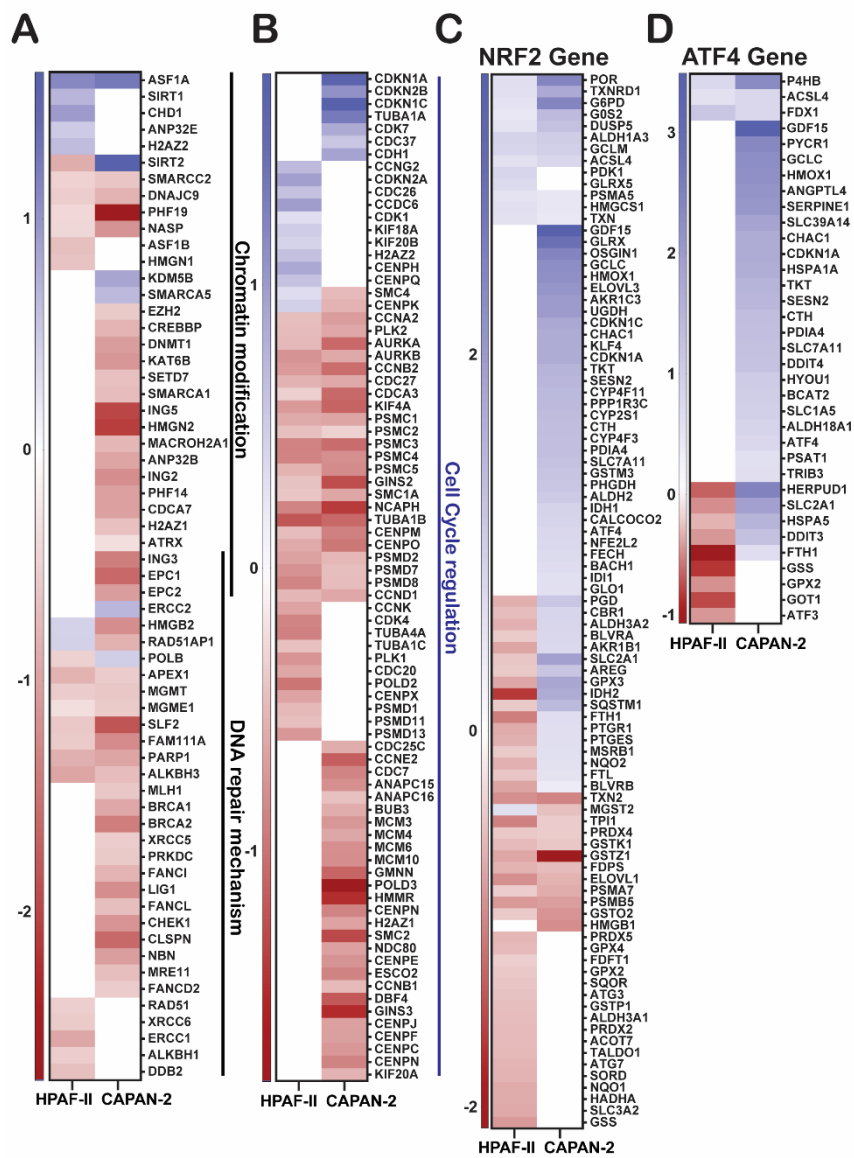 A
1
0
-1
-2
ASF1A
SIRT1
CHD1
ANP32E
H2AZ2
SIRT2
SMARCC2
DNAJC9
PHF19
NASP
ASF1B
HMGN1
KDM5B
SMARCA5
EZH2
CREBBP
DNMT1
KAT6B
SETD7
SMARCA1
ING5
HMGN2
MACROH2A1
ANP32B
ING2
PHF14
CDCA7
H2AZ1
ATRX
ING3
EPC1
EPC2
ERCC2
HMGB2
RAD51AP1
POLB
APEX1
MGMT
MGME1
SLF2
FAM111A
PARP1
ALKBH3
MLH1
BRCA1
BRCA2
XRCC5
PRKDC
FANCI
LIG1
FANCL
CHEK1
CLSPN
NBN
MRE11
FANCD2
RAD51
XRCC6
ERCC1
ALKBH1
DDB2
Chromatin modification
DNA repair mechanism
HPAF-II CAPAN-2
B
1
0
-1
CDKN1A
CDKN2B
CDKN1C
TUBA1A
CDK7
CDC37
CDH1
CCNG2
CDKN2A
CDC26
CCDC6
CDK1
KIF18A
KIF20B
H2AZ2
CENPH
CENPQ
SMC4
CENPK
CCNA2
PLK2
AURKA
AURKB
CCNB2
CDC27
CDCA3
KIF4A
PSMC1
PSMC2
PSMC3
PSMC4
PSMC5
GINS2
SMC1A
NCAPH
TUBA1B
CENPM
CENPO
PSMD2
PSMD7
PSMD8
CCND1
CCNK
CDK4
TUBA4A
TUBA1C
PLK1
CDC20
POLD2
CENPX
PSMD1
PSMD11
PSMD13
CDC25C
CCNE2
CDC7
ANAPC15
ANAPC16
BUB3
MCM3
MCM4
MCM6
MCM10
GMNN
POLD3
HMMR
CENPN
H2AZ1
SMC2
NDC80
CENPE
ESCO2
CCNB1
DBF4
GINS3
CENPJ
CENPF
CENPC
CENPN
KIF20A
Cell Cycle regulation
HPAF-II CAPAN-2
C
NRF2 Gene
2
0
-2
POR
TXNRD1
G6PD
G0S2
DUSP5
ALDH1A3
GCLM
ACSL4
PDK1
GLRX5
PSMA5
HMGCS1
TXN
GDF15
GLRX
OSGIN1
GCLC
HMOX1
ELOVL3
AKR1C3
UGDH
CDKN1C
CHAC1
KLF4
CDKN1A
TKT
SESN2
CYP4F11
PPP1R3C
CYP2S1
CTH
CYP4F3
PDIA4
SLC7A11
GSTM3
PHGDH
ALDH2
IDH1
CALCOCO2
ATF4
NFE2L2
FECH
BACH1
IDI1
GLO1
PGD
CBR1
ALDH3A2
BLVRA
AKR1B1
SLC2A1
AREG
GPX3
IDH2
SQSTM1
FTH1
PTGR1
PTGES
MSRB1
NQO2
FTL
BLVRB
TXN2
MGST2
TPI1
PRDX4
GSTK1
GSTZ1
FDPS
ELOVL1
PSMA7
PSMB5
GSTO2
HMGB1
PRDX5
GPX4
FDFT1
GPX2
SQOR
ATG3
GSTP1
ALDH3A1
PRDX2
ACOT7
TALDO1
ATG7
SORD
NQO1
HADHA
SLC3A2
GSS
HPAF-II CAPAN-2
D
ATF4 Gene
3
2
1
0
-1
P4HB
ACSL4
FDX1
GDF15
PYCR1
GCLC
HMOX1
ANGPTL4
SERPINE1
SLC39A14
CHAC1
CDKN1A
HSPA1A
TKT
SESN2
CTH
PDIA4
SLC7A11
DDIT4
HYOU1
BCAT2
SLC1A5
ALDH18A1
ATF4
PSAT1
TRIB3
HERPUD1
SLC2A1
HSPA5
DDIT3
FTH1
GSS
GPX2
GOT1
ATF3
HPAF-II CAPAN-2